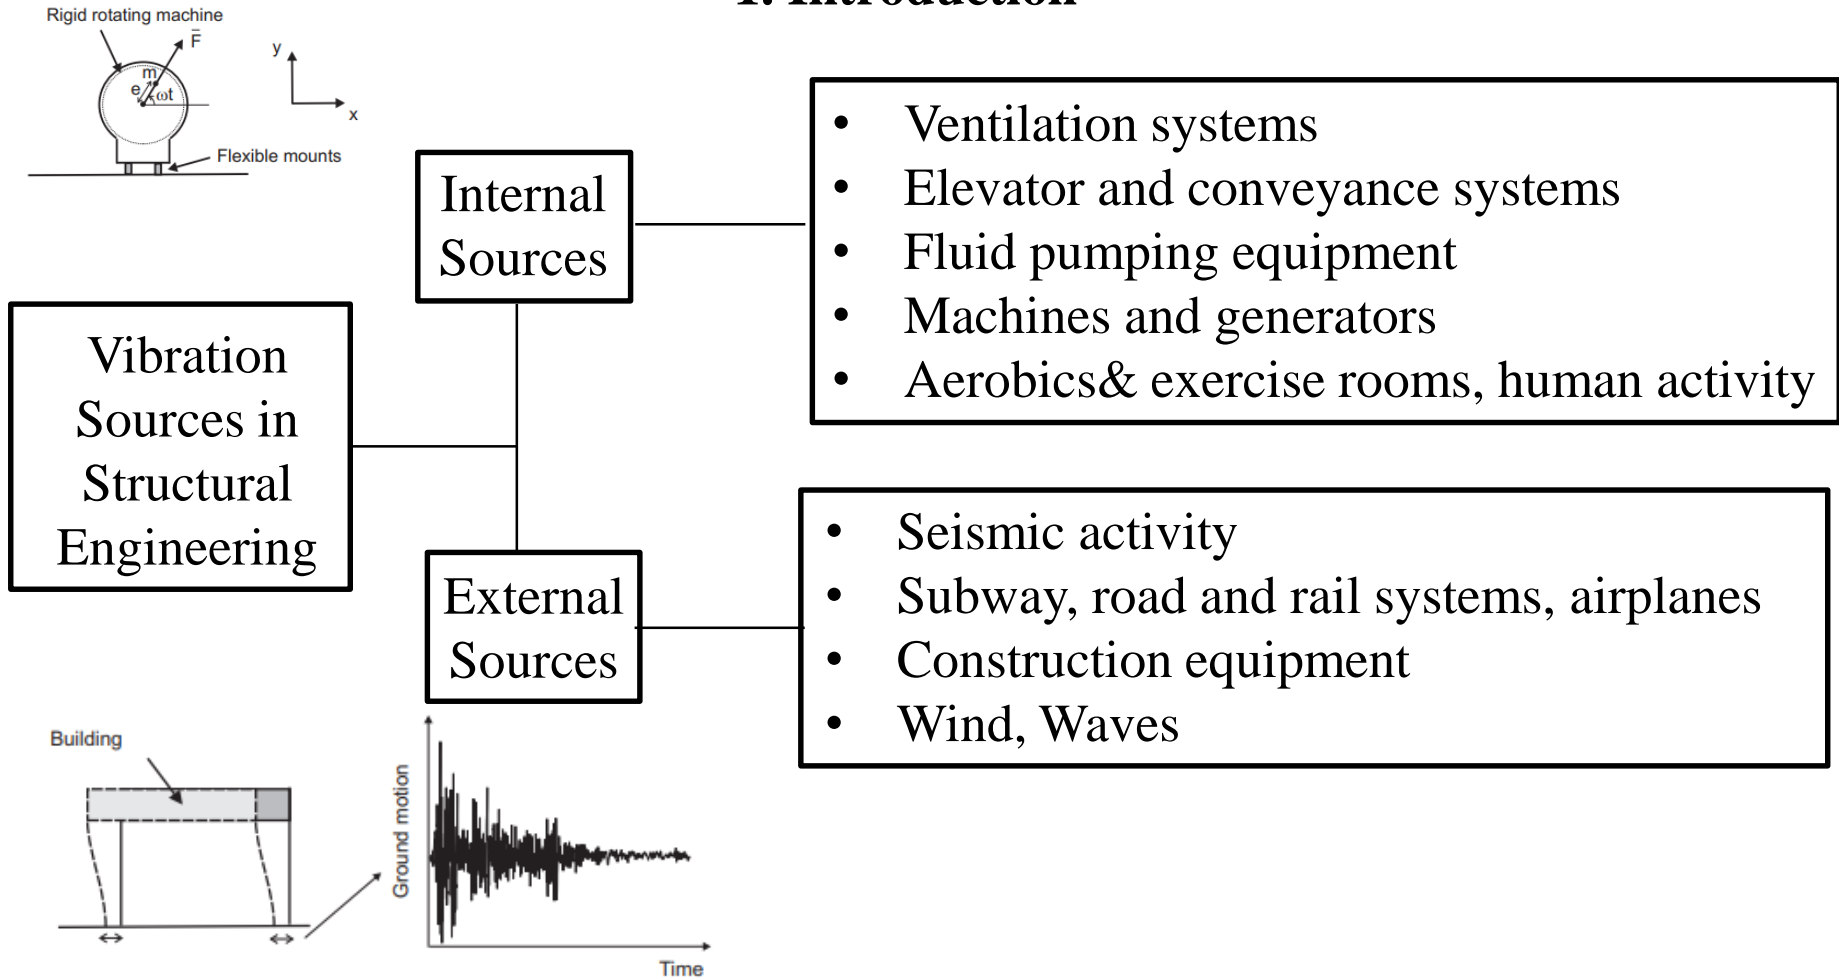 1. Introduction
Rigid rotating machine
F̄
m
e
ωt
y
x
Flexible mounts
Internal
Sources
• Ventilation systems
• Elevator and conveyance systems
• Fluid pumping equipment
• Machines and generators
• Aerobics& exercise rooms, human activity
Vibration
Sources in
Structural
Engineering
External
Sources
• Seismic activity
• Subway, road and rail systems, airplanes
• Construction equipment
• Wind, Waves
Building
Ground motion
Time